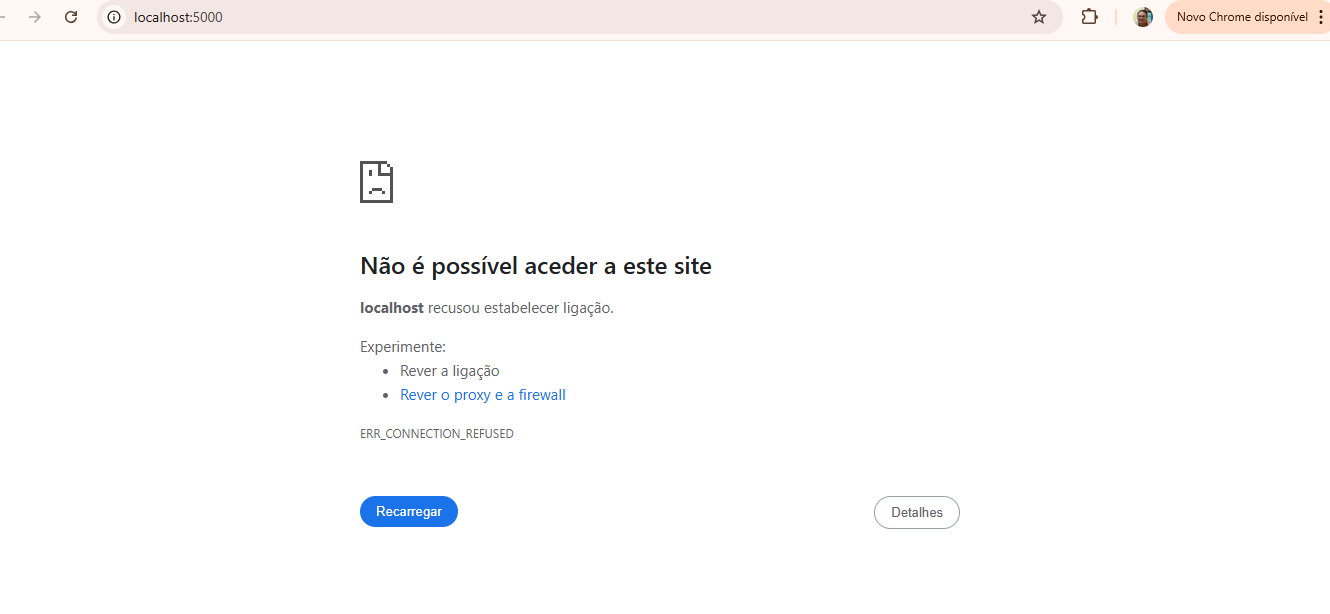 localhost:5000
Novo Chrome disponível
Não é possível aceder a este site
localhost recusou estabelecer ligação.
Experimente:
Rever a ligação
Rever o proxy e a firewall
ERR_CONNECTION_REFUSED
Recarregar
Detalhes